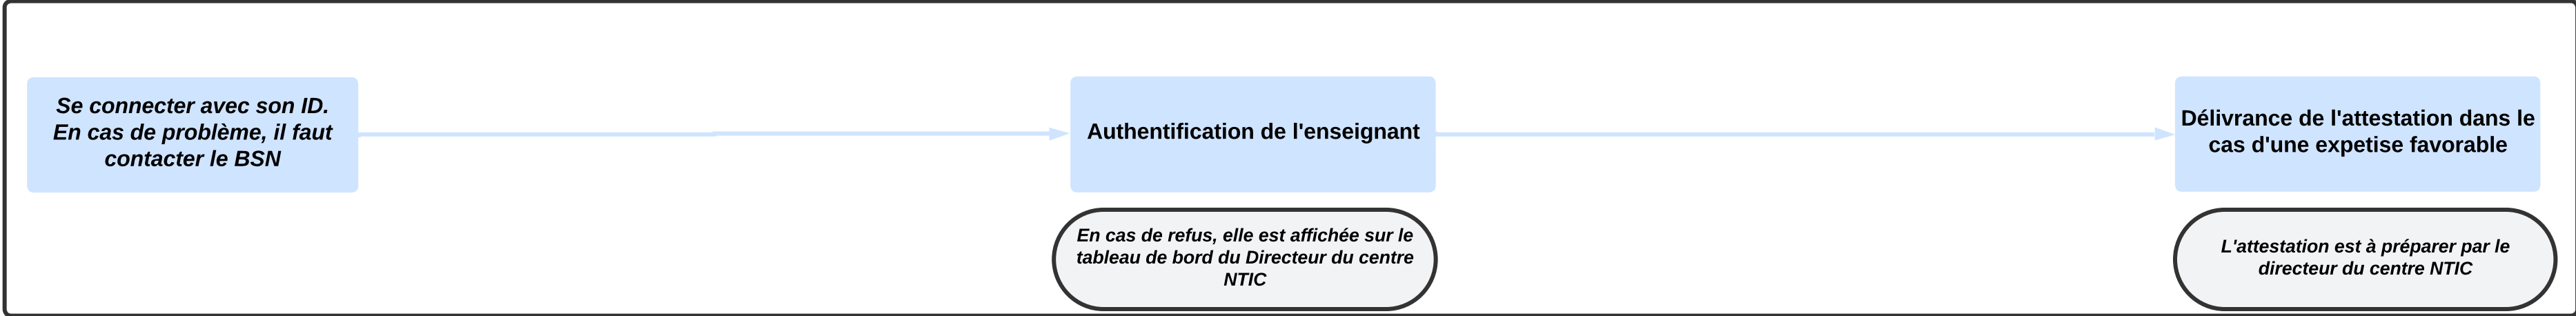 Se connecter avec son ID.
En cas de problème, il faut
contacter le BSN
Authentification de l'enseignant
En cas de refus, elle est affichée sur le
tableau de bord du Directeur du centre
NTIC
Délivrance de l'attestation dans le
cas d'une expetise favorable
L'attestation est à préparer par le
directeur du centre NTIC